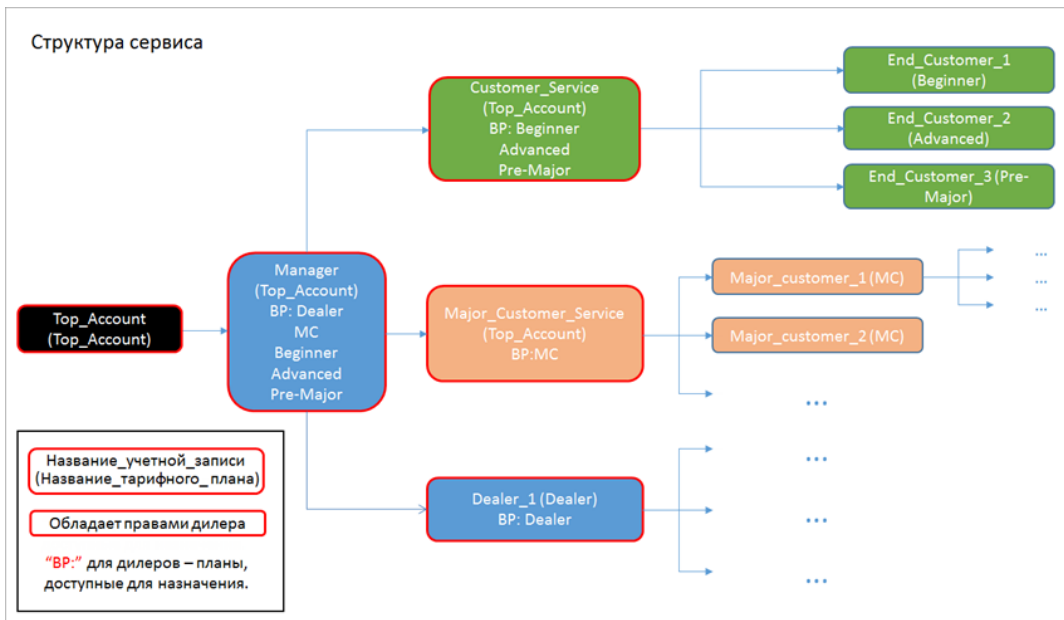 Структура сервиса
Customer_Service
(Top_Account)
BP: Beginner
Advanced
Pre-Major
End_Customer_1
(Beginner)
End_Customer_2
(Advanced)
End_Customer_3 (Pre-
Major)
Top_Account
(Top_Account)
Manager
(Top_Account)
BP: Dealer
MC
Beginner
Advanced
Pre-Major
Major_Customer_Service
(Top_Account)
BP:MC
Major_customer_1 (MC)
...
...
...
Major_customer_2 (MC)
...
Dealer_1 (Dealer)
BP: Dealer
...
...
...
Название_учетной_записи
(Название_тарифного_плана)
Обладает правами дилера
“BP:” для дилеров – планы,
доступные для назначения.